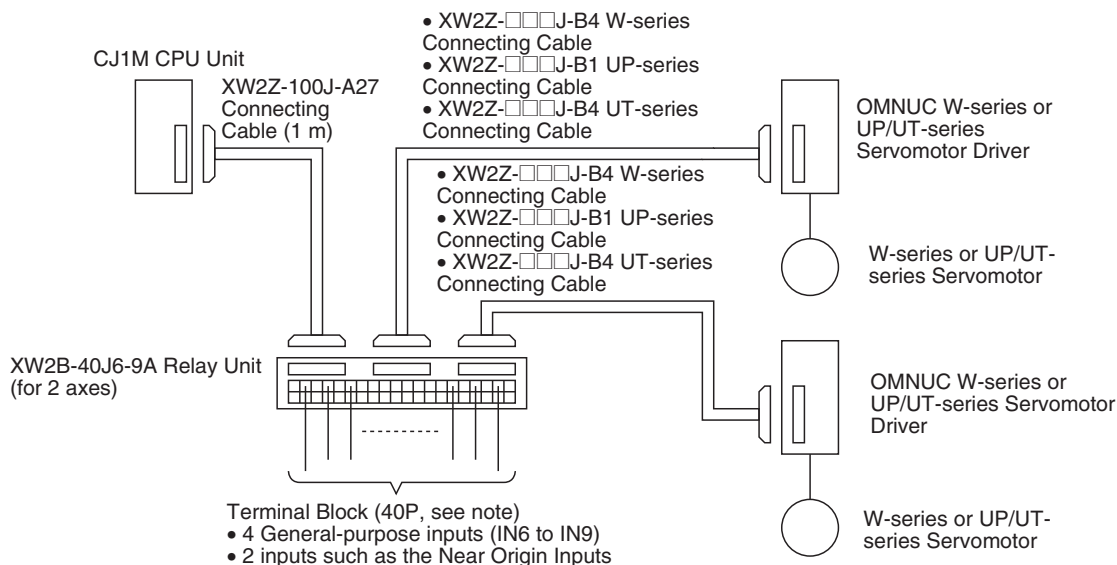 • XW2Z-□□□J-B4 W-series
Connecting Cable
• XW2Z-□□□J-B1 UP-series
Connecting Cable
• XW2Z-□□□J-B4 UT-series
Connecting Cable
CJ1M CPU Unit
XW2Z-100J-A27
Connecting
Cable (1 m)
OMNUC W-series or
UP/UT-series
Servomotor Driver
• XW2Z-□□□J-B4 W-series
Connecting Cable
• XW2Z-□□□J-B1 UP-series
Connecting Cable
• XW2Z-□□□J-B4 UT-series
Connecting Cable
W-series or UP/UT-
series Servomotor
XW2B-40J6-9A Relay Unit
(for 2 axes)
OMNUC W-series or
UP/UT-series Servomotor
Driver
Terminal Block (40P, see note)
• 4 General-purpose inputs (IN6 to IN9)
• 2 inputs such as the Near Origin Inputs
W-series or UP/UT-
series Servomotor